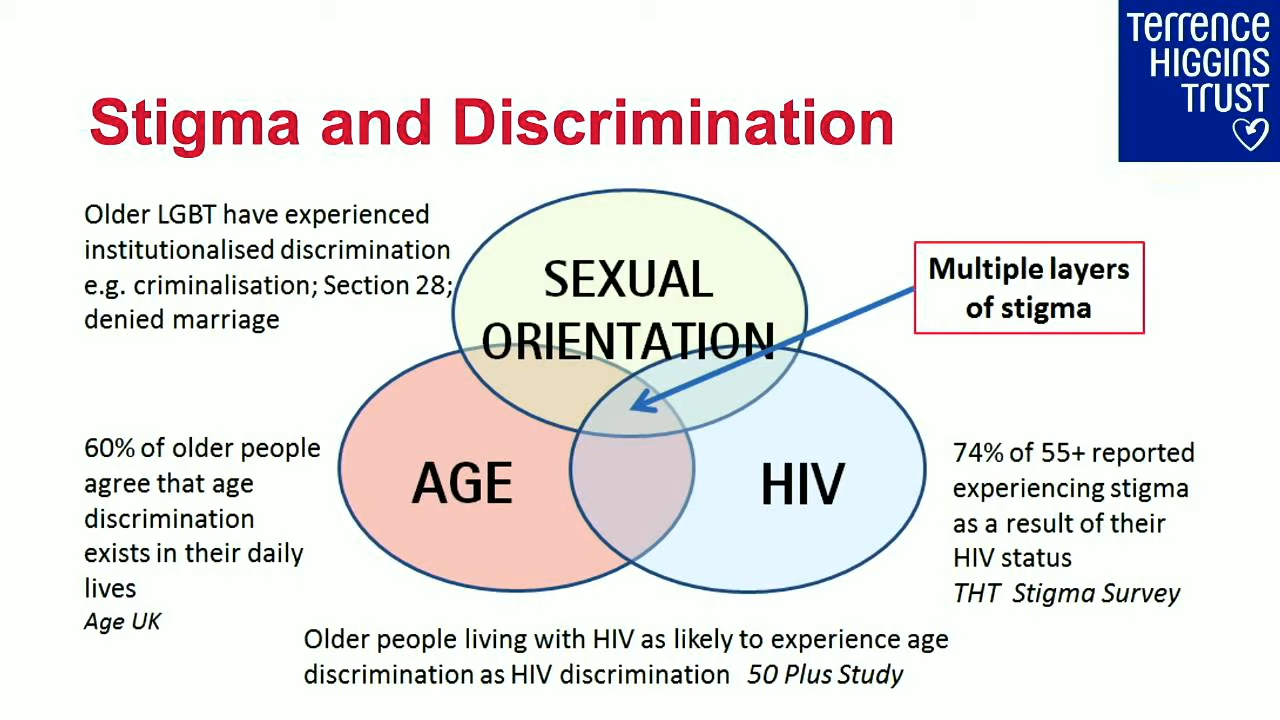 Terrence
HIGGINS
TRUST
Stigma and Discrimination
Older LGBT have experienced
institutionalised discrimination
e.g. criminalisation; Section 28;
denied marriage
SEXUAL
ORIENTATION
Multiple layers
of stigma
60% of older people
agree that age
discrimination
exists in their daily
lives
Age UK
AGE
HIV
74% of 55+ reported
experiencing stigma
as a result of their
HIV status
THT Stigma Survey
Older people living with HIV as likely to experience age
discrimination as HIV discrimination 50 Plus Study